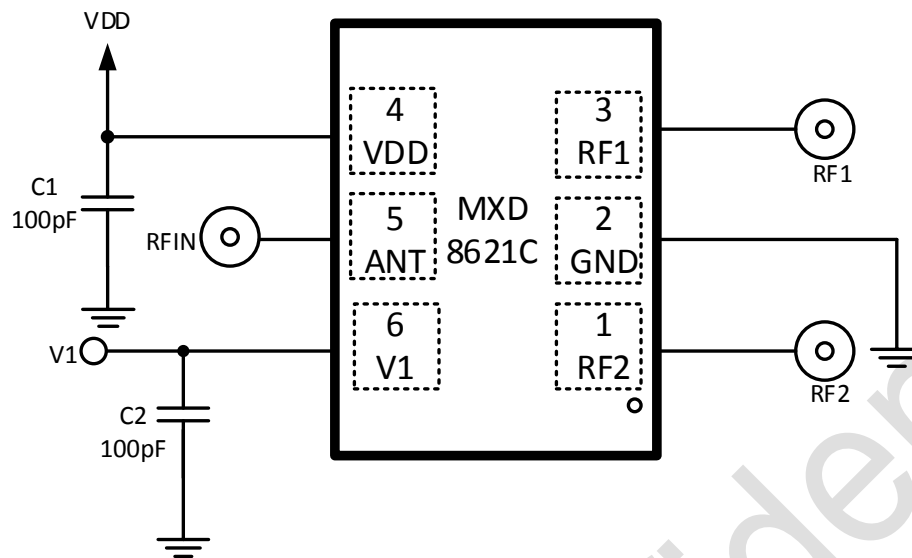 VDD
4
VDD
3
RF1
RF1
C1
100pF
MXD
8621C
RFIN
5
ANT
2
GND
V1
6
V1
1
RF2
RF2
C2
100pF